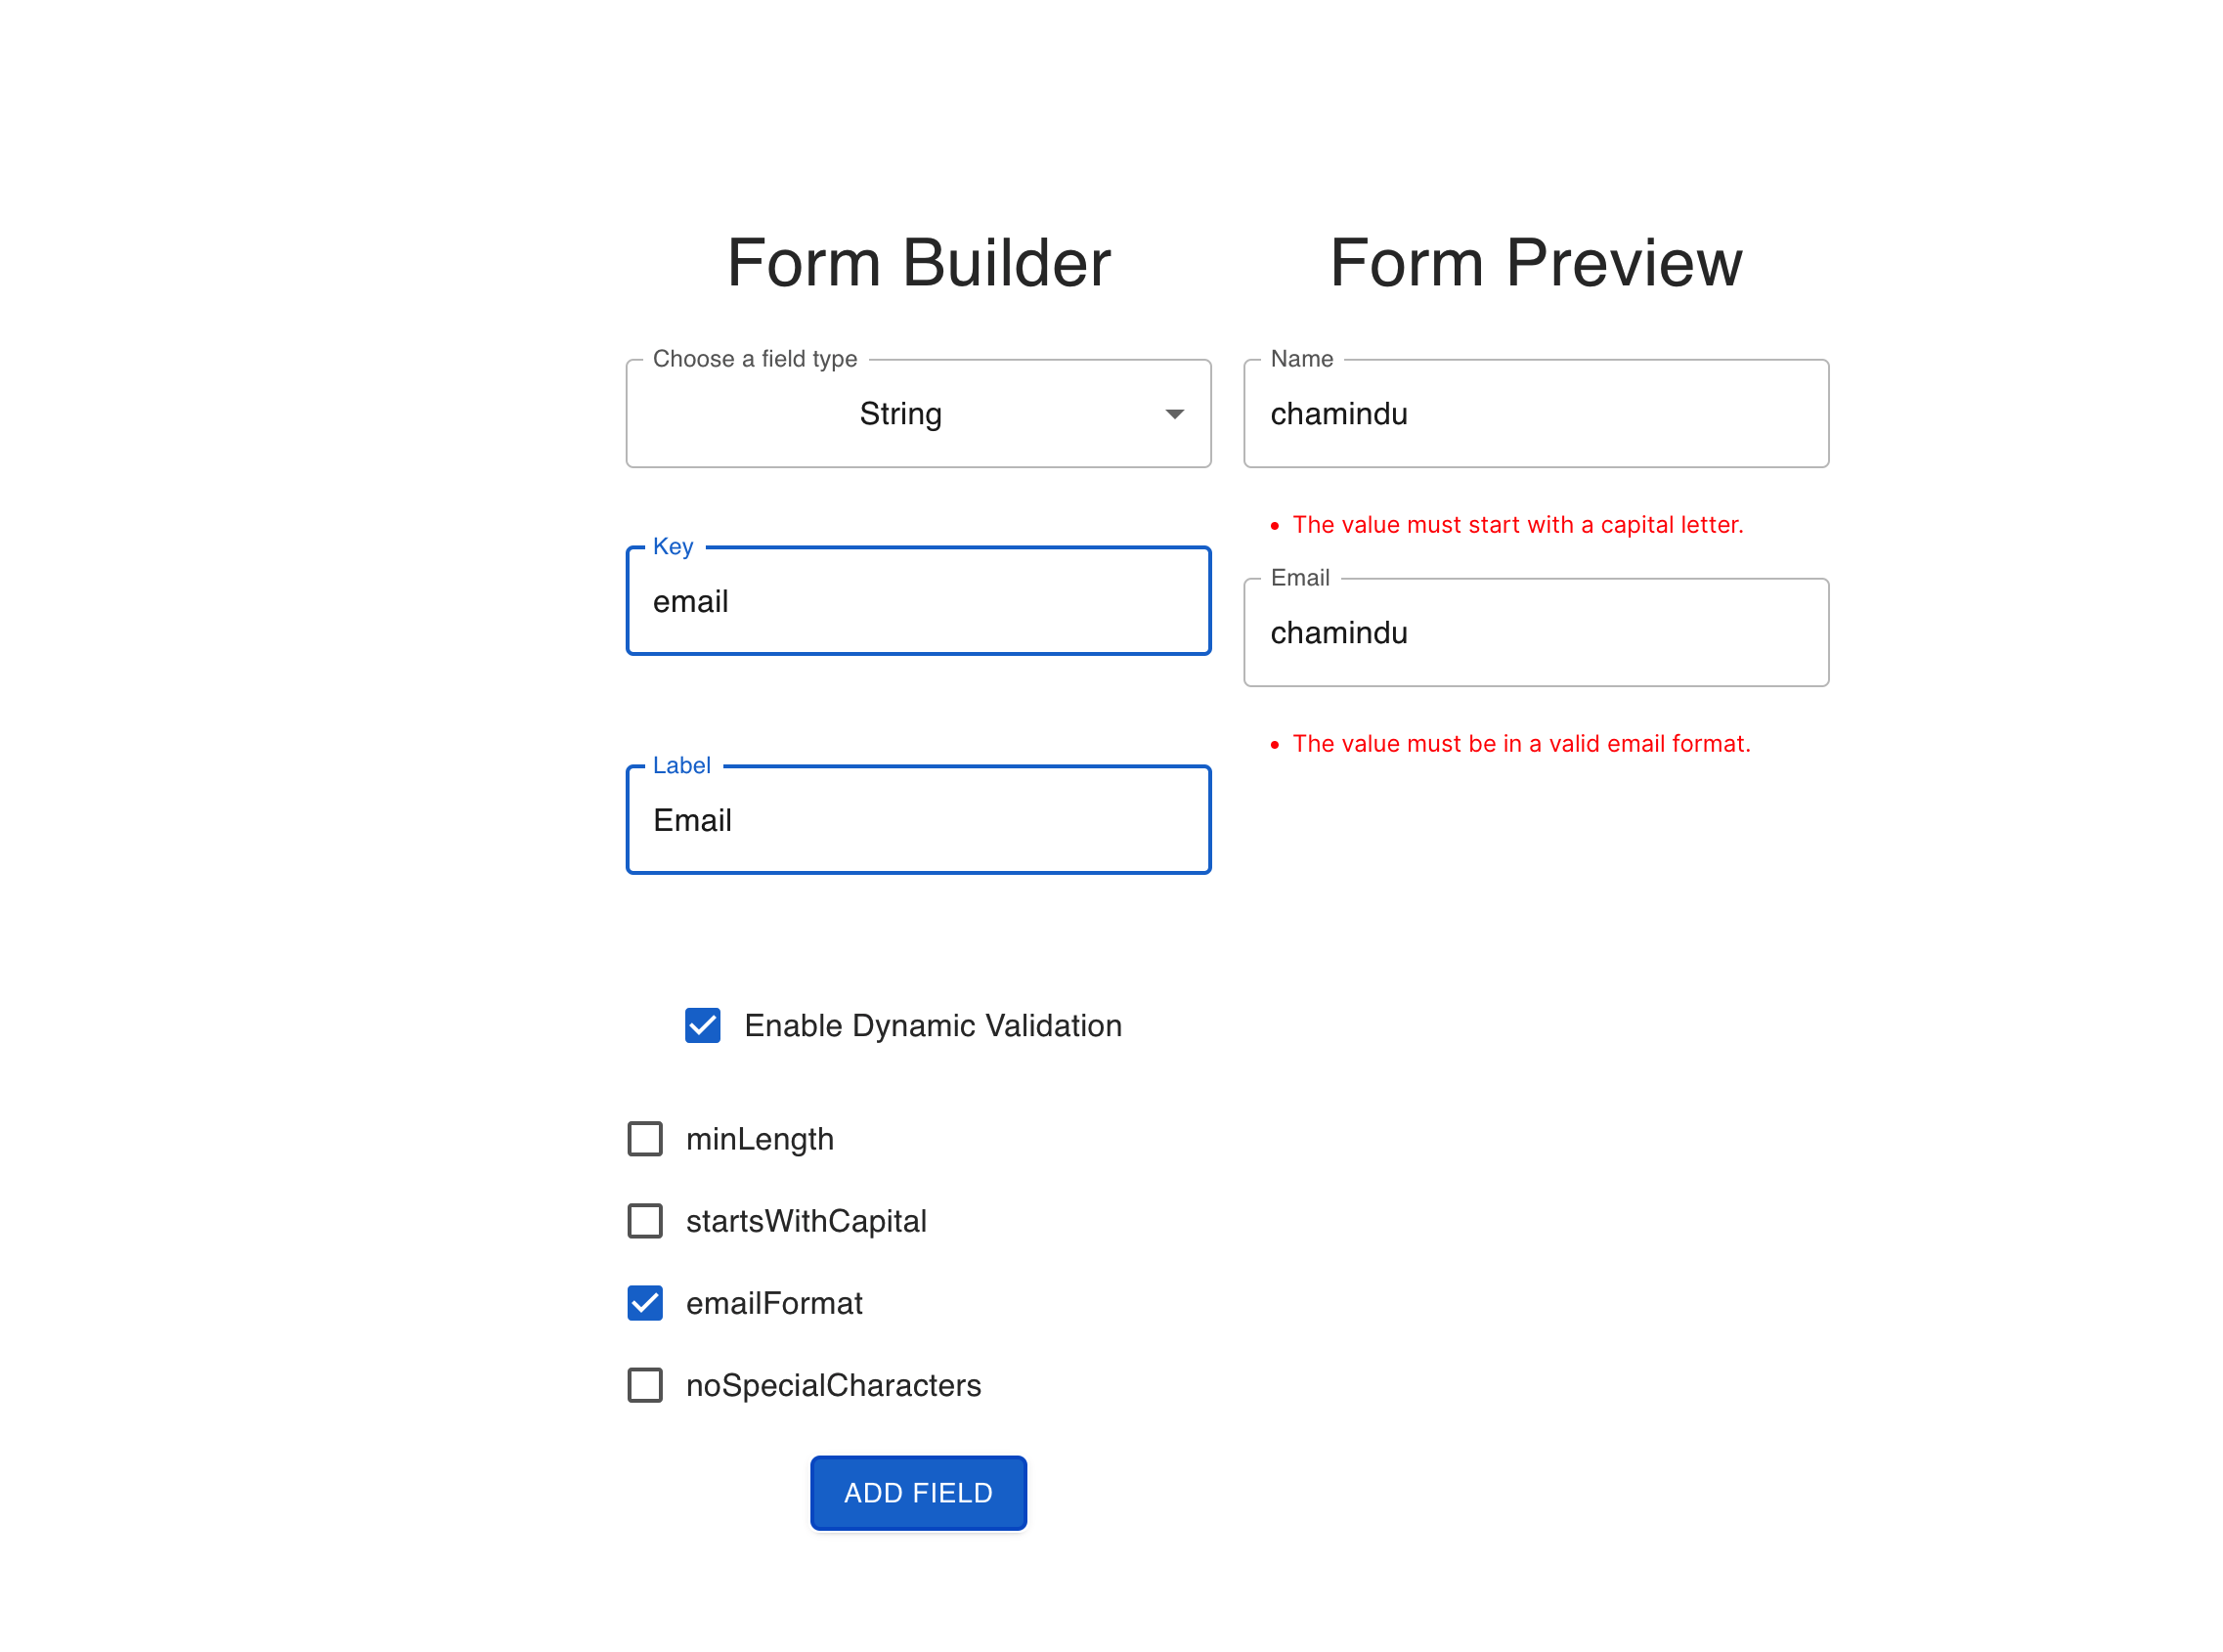 Form Builder
Choose a field type
String
Key
email
Label
Email
Enable Dynamic Validation
minLength
startsWithCapital
emailFormat
noSpecialCharacters
ADD FIELD
Form Preview
Name
chamindu
• The value must start with a capital letter.
Email
chamindu
• The value must be in a valid email format.